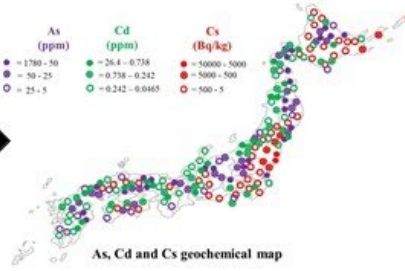 As Cd Cs
(ppm) (ppm) (Bq/kg)
= 1780 - 50 = 26.4 – 0.738 = 50000 - 5000
= 50 - 25 = 0.738 – 0.242 = 5000 - 500
= 25 - 5 = 0.242 – 0.0465 = 500 - 5
As, Cd and Cs geochemical map